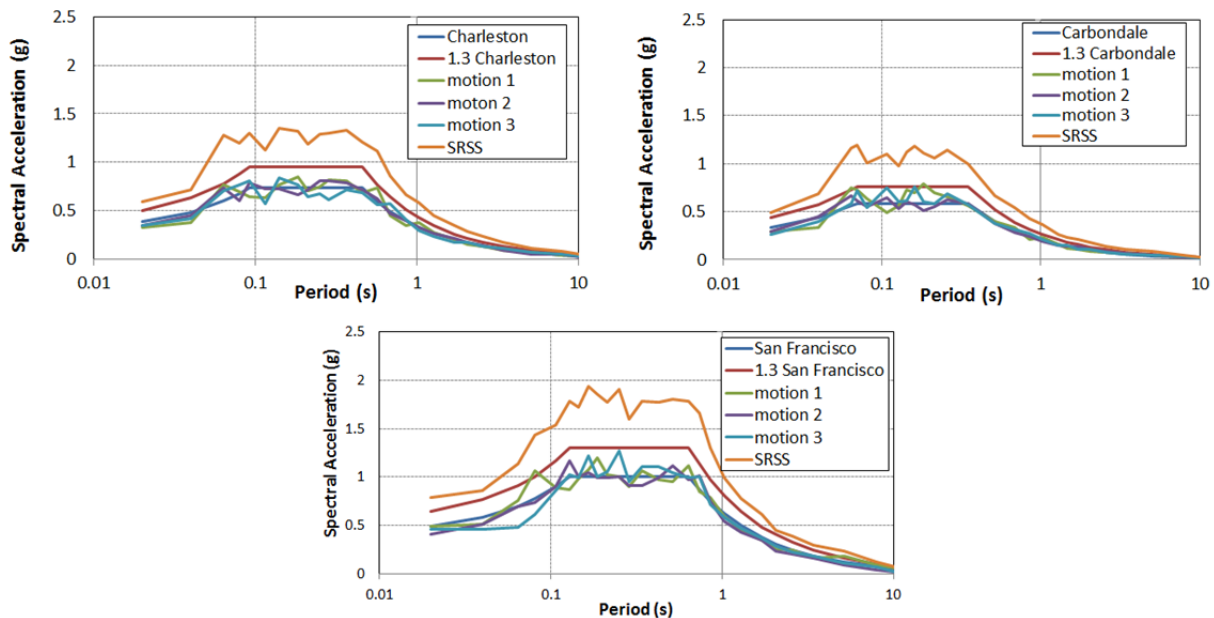 Spectral Acceleration (g)
2.5
2
1.5
1
0.5
0
0.01
0.1
1
10
Period (s)
Charleston
1.3 Charleston
motion 1
moton 2
motion 3
SRSS
Spectral Acceleration (g)
2.5
2
1.5
1
0.5
0
0.01
0.1
1
10
Period (s)
Carbondale
1.3 Carbondale
motion 1
motion 2
motion 3
SRSS
Spectral Acceleration (g)
2.5
2
1.5
1
0.5
0
0.01
0.1
1
10
Period (s)
San Francisco
1.3 San Francisco
motion 1
motion 2
motion 3
SRSS